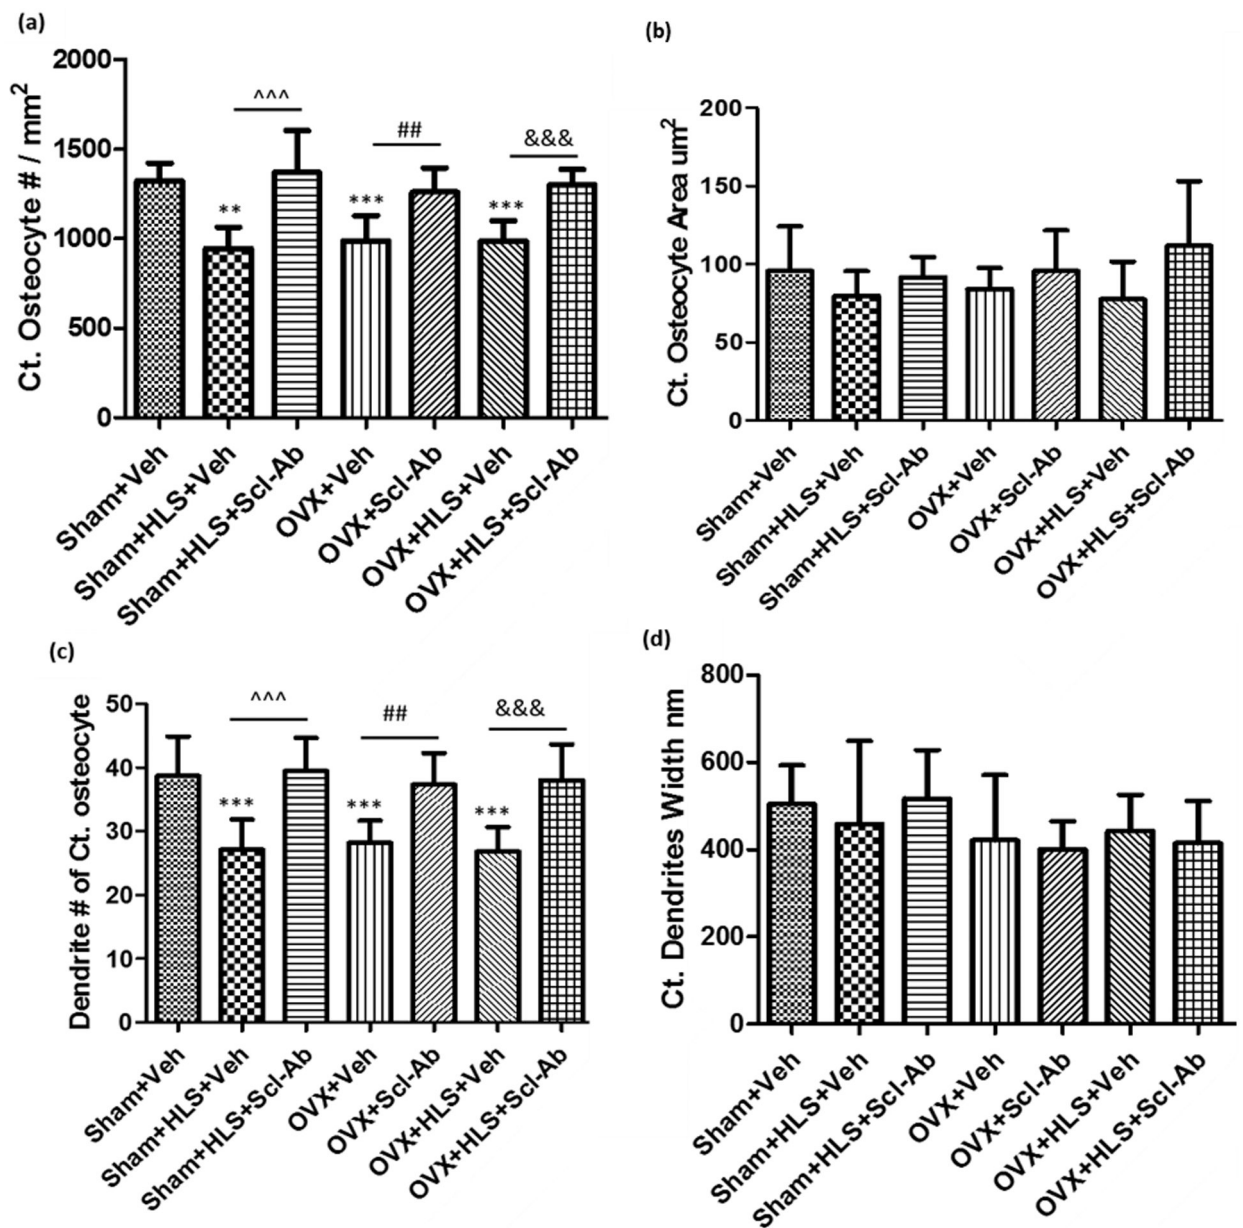 (a)
Ct. Osteocyte # / mm2
2000
1500
1000
500
0
^^^
##
&&&
**
***
***
Sham+Veh
Sham+HLS+Veh
Sham+HLS+Scl-Ab
OVX+Veh
OVX+Scl-Ab
OVX+HLS+Veh
OVX+HLS+Scl-Ab
(b)
Ct. Osteocyte Area um2
200
150
100
50
0
Sham+Veh
Sham+HLS+Veh
Sham+HLS+Scl-Ab
OVX+Veh
OVX+Scl-Ab
OVX+HLS+Veh
OVX+HLS+Scl-Ab
(c)
Dendrite # of Ct. osteocyte
50
40
30
20
10
0
^^^
##
&&&
***
***
***
Sham+Veh
Sham+HLS+Veh
Sham+HLS+Scl-Ab
OVX+Veh
OVX+Scl-Ab
OVX+HLS+Veh
OVX+HLS+Scl-Ab
(d)
Ct. Dendrites Width nm
800
600
400
200
0
Sham+Veh
Sham+HLS+Veh
Sham+HLS+Scl-Ab
OVX+Veh
OVX+Scl-Ab
OVX+HLS+Veh
OVX+HLS+Scl-Ab